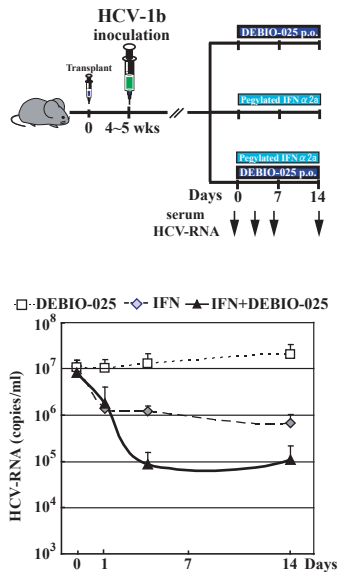 HCV-1b
inoculation
Transplant
0 4~5 wks
DEBIO-025 p.o.
Pegylated IFN α 2a
Pegylated IFN α 2a
DEBIO-025 p.o.
Days 0 7 14
serum
HCV-RNA
DEBIO-025 IFN IFN+DEBIO-025
HCV-RNA (copies/ml)
10⁸
10⁷
10⁶
10⁵
10⁴
10³
0 1 7 14 Days